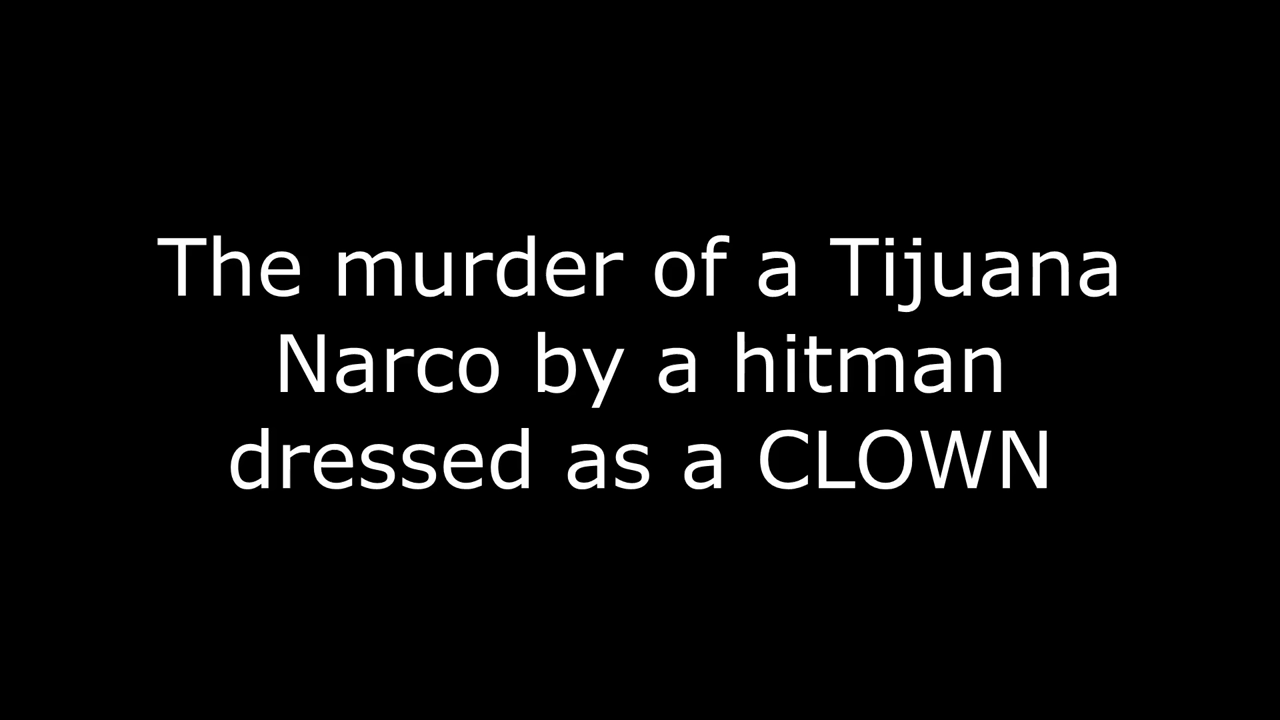 The murder of a Tijuana
Narco by a hitman
dressed as a CLOWN